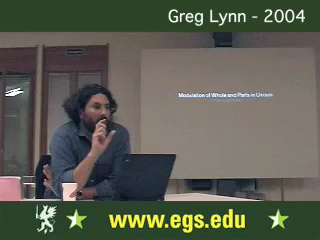 Greg Lynn - 2004
Modulation of Whole and Parts in Unison
www.egs.edu